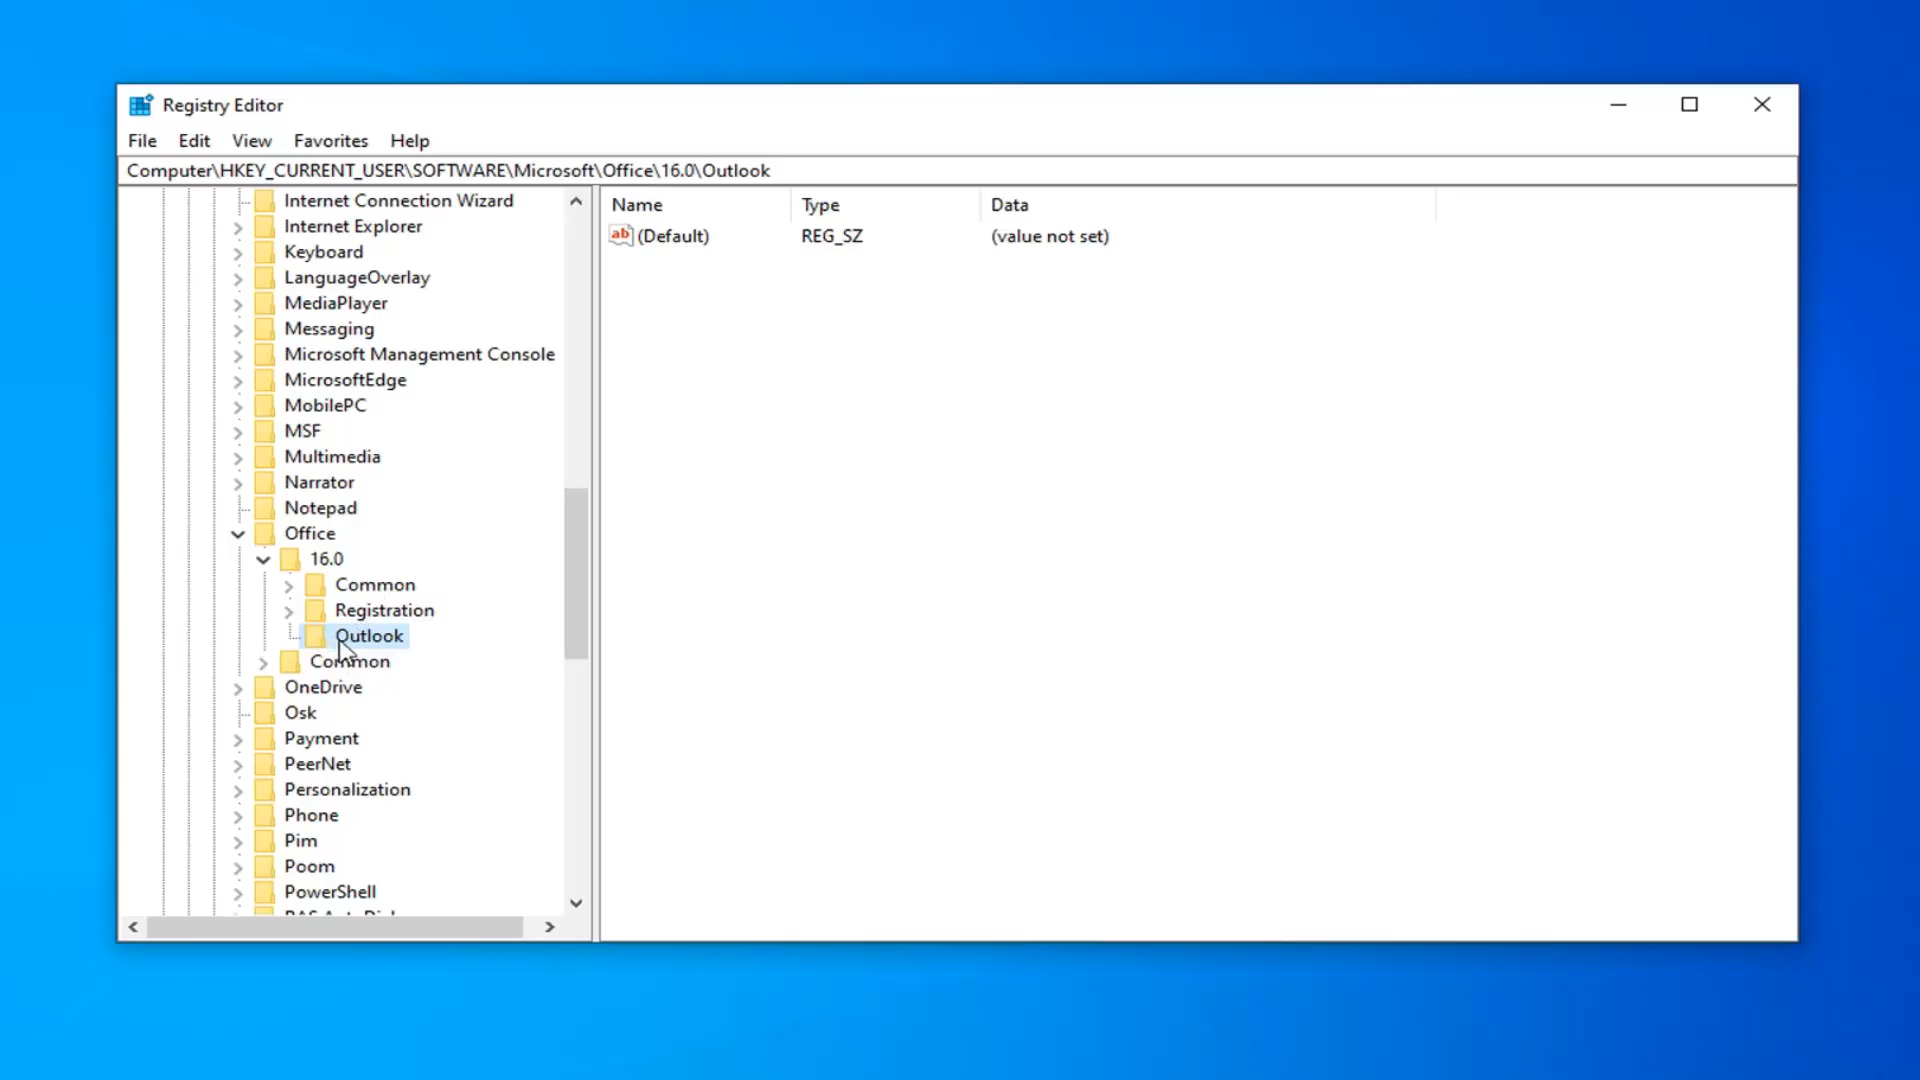 Registry Editor
File Edit View Favorites Help
Computer\HKEY_CURRENT_USER\SOFTWARE\Microsoft\Office\16.0\Outlook
Internet Connection Wizard
Internet Explorer
Keyboard
LanguageOverlay
MediaPlayer
Messaging
Microsoft Management Console
MicrosoftEdge
MobilePC
MSF
Multimedia
Narrator
Notepad
Office
16.0
Common
Registration
Outlook
Common
OneDrive
Osk
Payment
PeerNet
Personalization
Phone
Pim
Poom
PowerShell
Name Type Data
ab (Default) REG_SZ (value not set)